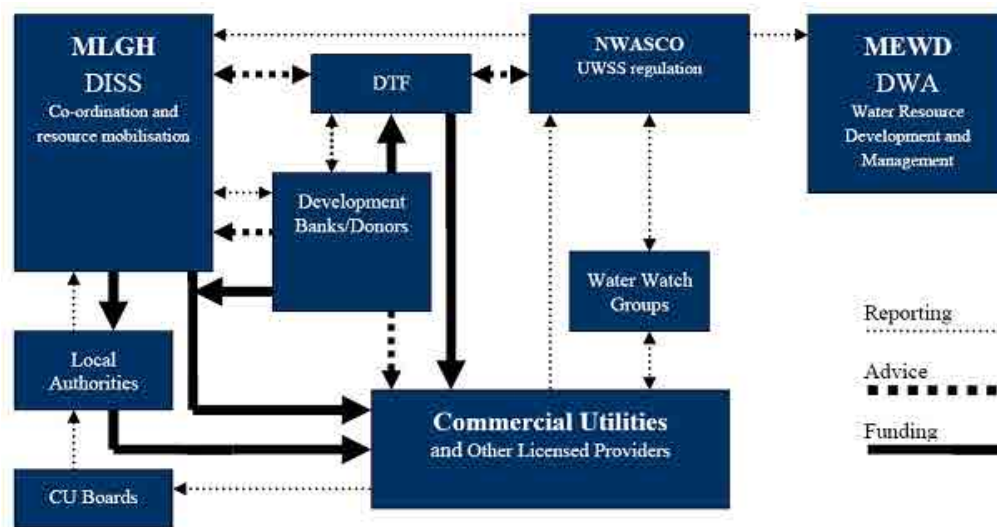 MLGH
DISS
Co-ordination and
resource mobilisation
DTF
NWASCO
UWSS regulation
MEWD
DWA
Water Resource
Development and
Management
Development
Banks/Donors
Water Watch
Groups
Local
Authorities
Commercial Utilities
and Other Licensed Providers
CU Boards
Reporting
Advice
Funding